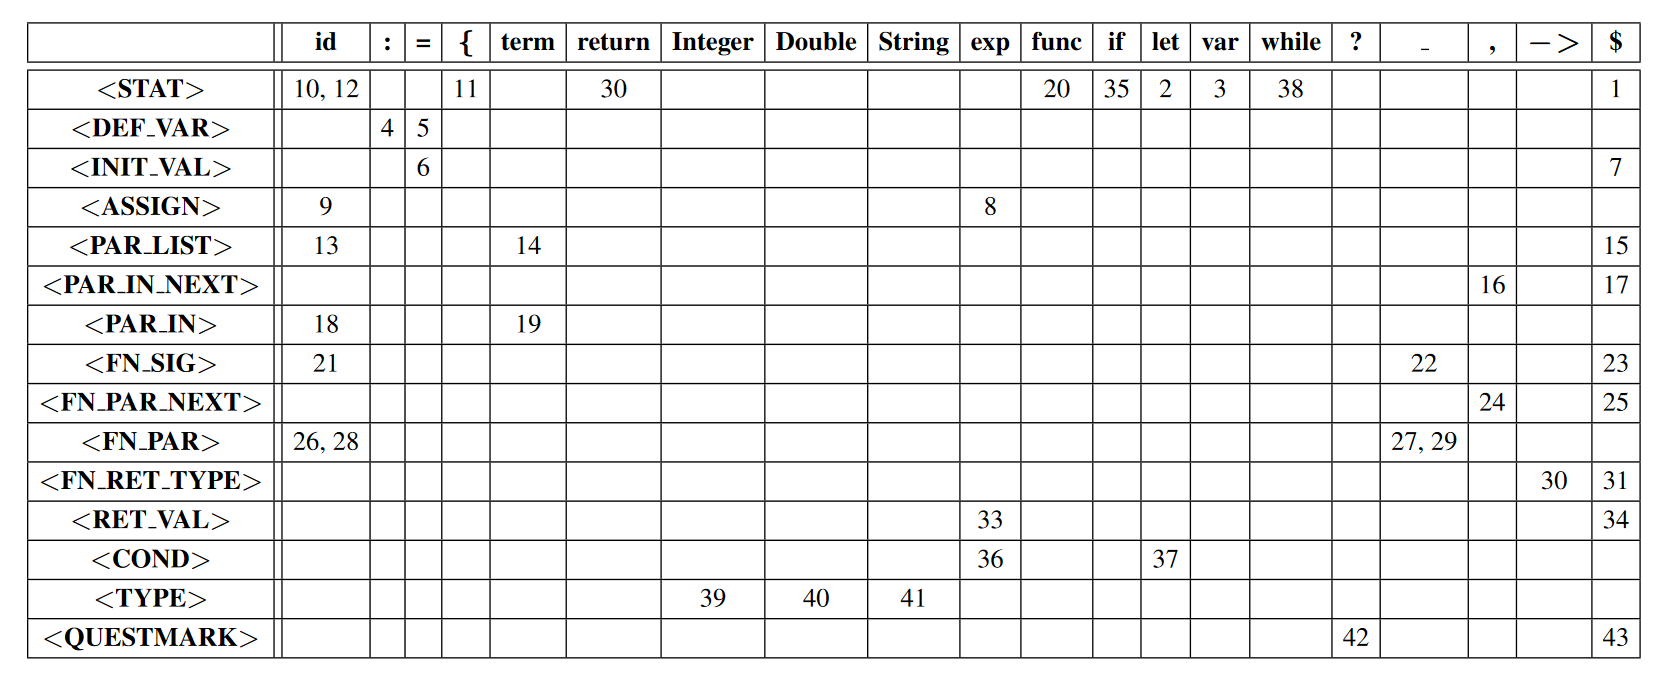 id : = { term return Integer Double String exp func if let var while ? _ , −> $
<STAT> 10, 12 11 30 20 35 2 3 38 1
<DEF_VAR> 4 5
<INIT_VAL> 6 7
<ASSIGN> 9 8
<PAR_LIST> 13 14 15
<PAR_IN_NEXT> 16 17
<PAR_IN> 18 19
<FN_SIG> 21 22 23
<FN_PAR_NEXT> 24 25
<FN_PAR> 26, 28 27, 29
<FN_RET_TYPE> 30 31
<RET_VAL> 33 34
<COND> 36 37
<TYPE> 39 40 41
<QUESTMARK> 42 43